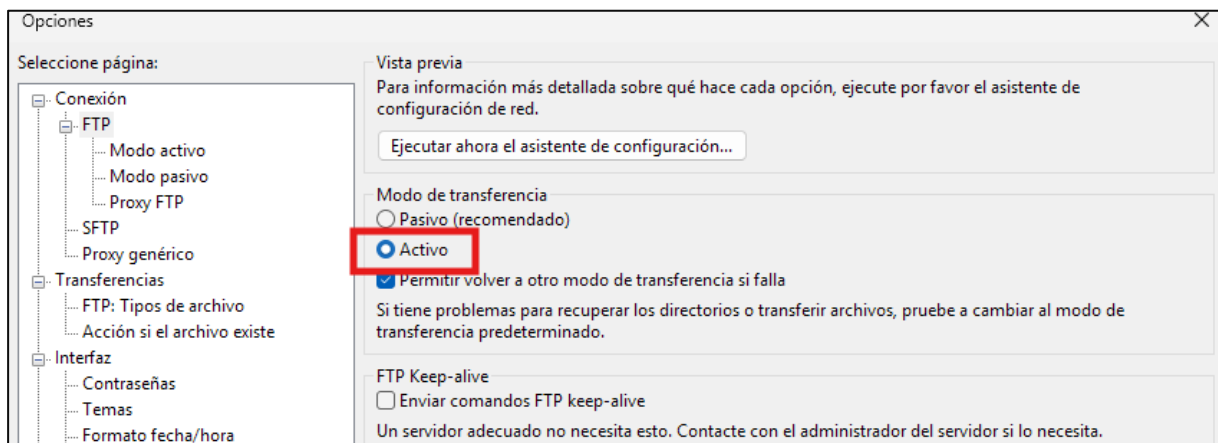 Opciones
Seleccione página:
Conexión
FTP
Modo activo
Modo pasivo
Proxy FTP
SFTP
Proxy genérico
Transferencias
FTP: Tipos de archivo
Acción si el archivo existe
Interfaz
Contraseñas
Temas
Formato fecha/hora
Vista previa
Para información más detallada sobre qué hace cada opción, ejecute por favor el asistente de
configuración de red.
Ejecutar ahora el asistente de configuración...
Modo de transferencia
Pasivo (recomendado)
Activo
Permitir volver a otro modo de transferencia si falla
Si tiene problemas para recuperar los directorios o transferir archivos, pruebe a cambiar al modo de
transferencia predeterminado.
FTP Keep-alive
Enviar comandos FTP keep-alive
Un servidor adecuado no necesita esto. Contacte con el administrador del servidor si lo necesita.